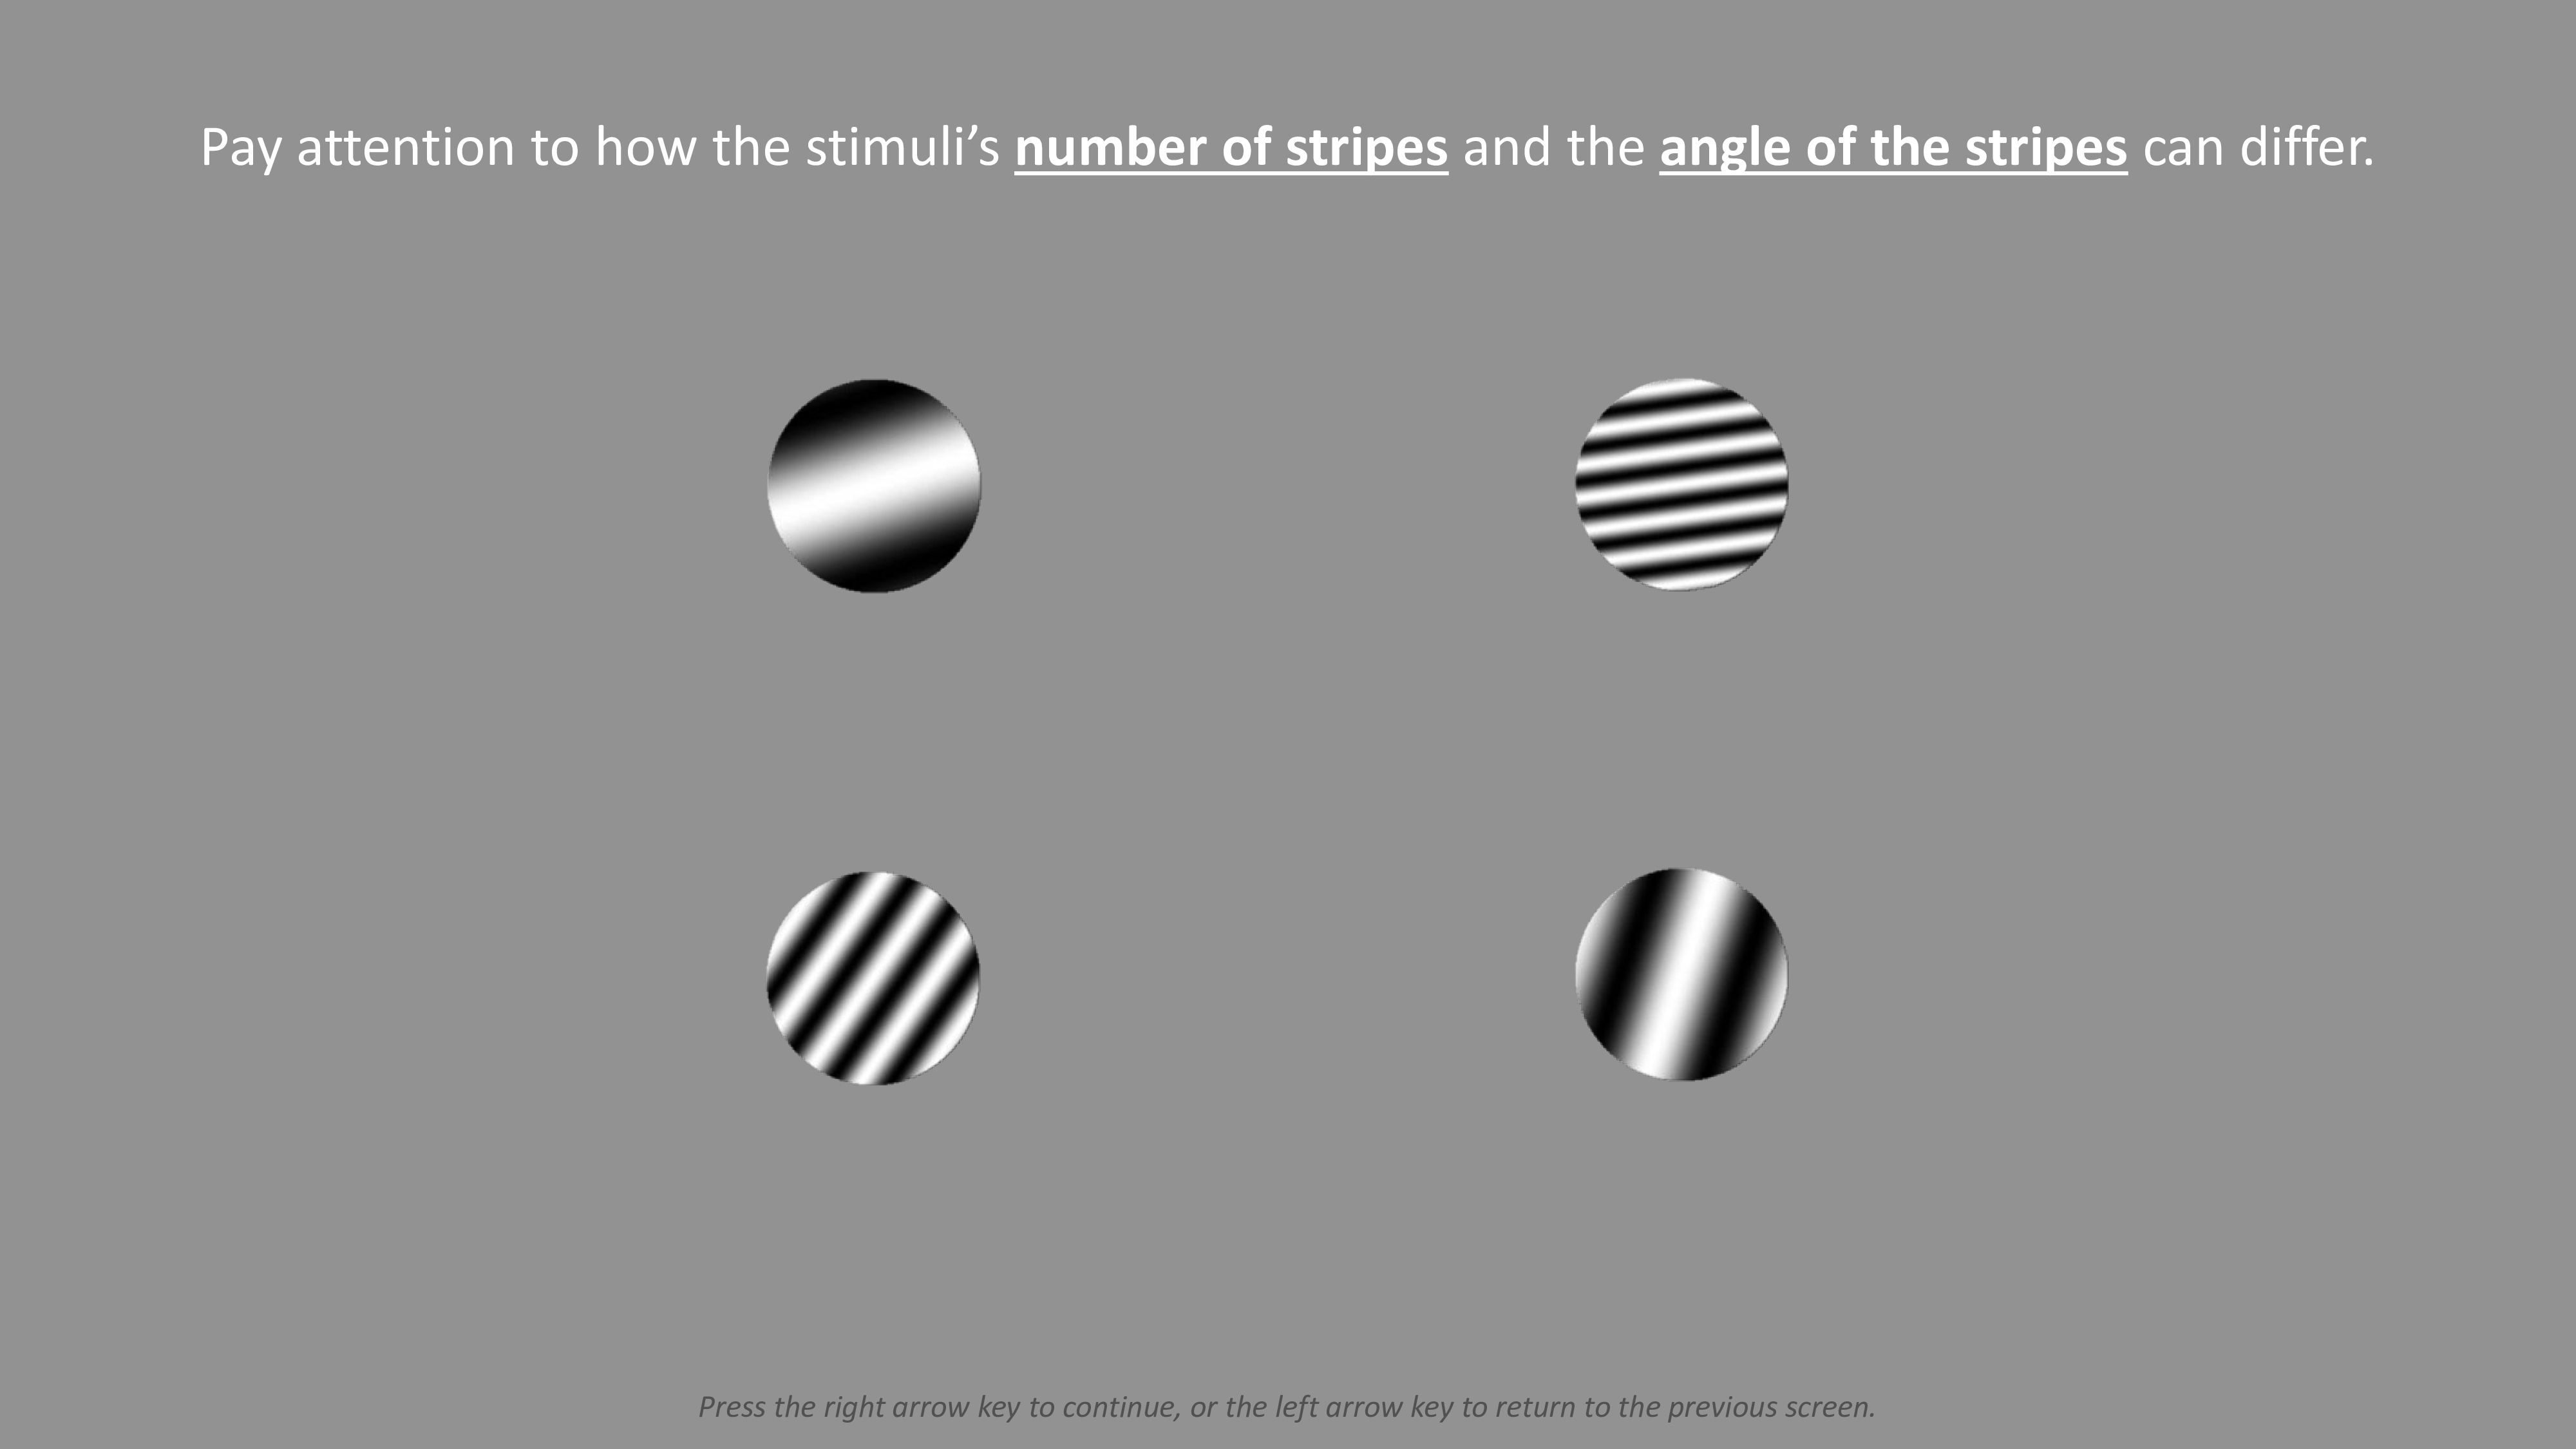 Pay attention to how the stimuli’s number of stripes and the angle of the stripes can differ.
Press the right arrow key to continue, or the left arrow key to return to the previous screen.